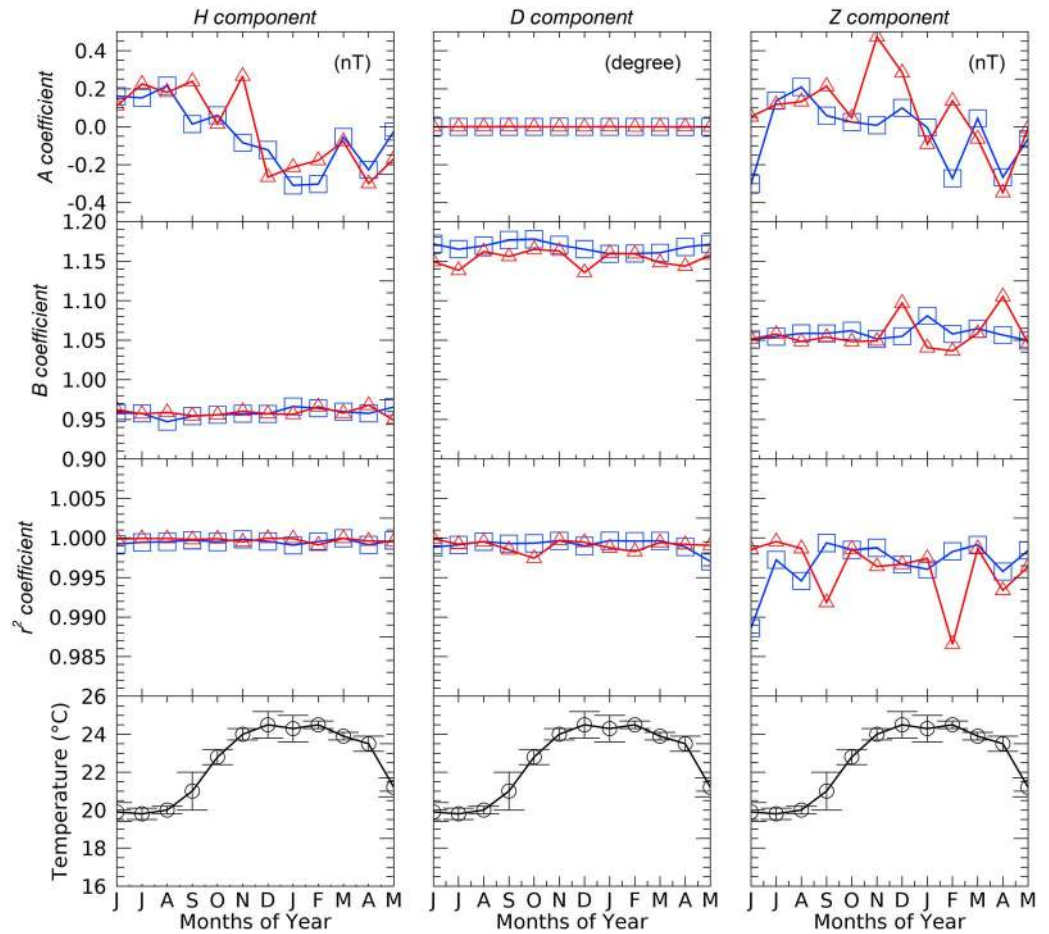 H component D component Z component
A coefficient
0.4
0.2
0.0
-0.2
-0.4
(nT) (degree) (nT)
B coefficient
1.20
1.15
1.10
1.05
1.00
0.95
0.90
r² coefficient
1.005
1.000
0.995
0.990
0.985
Temperature (°C)
26
24
22
20
18
16
J J A S O N D J F M A M J J A S O N D J F M A M J J A S O N D J F M A M
Months of Year Months of Year Months of Year